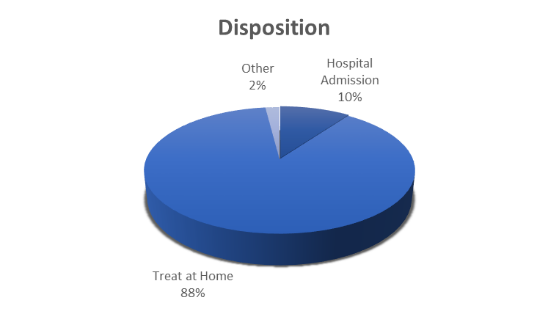 Disposition
Other
2%
Hospital
Admission
10%
Treat at Home
88%